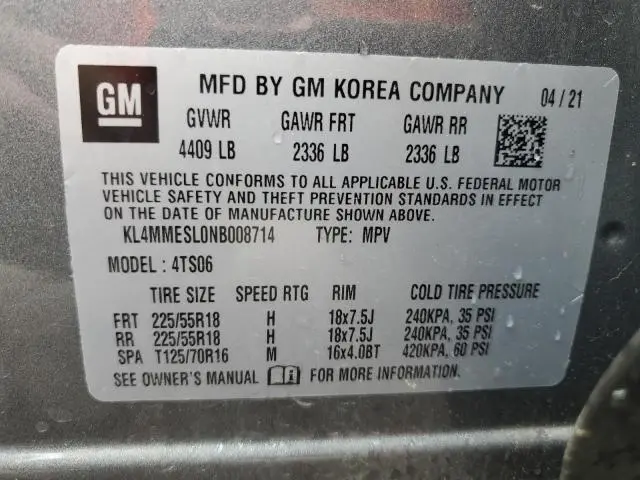 GM
MFD BY GM KOREA COMPANY 04/21
GVWR GAWR FRT GAWR RR
4409 LB 2336 LB 2336 LB
THIS VEHICLE CONFORMS TO ALL APPLICABLE U.S. FEDERAL MOTOR
VEHICLE SAFETY AND THEFT PREVENTION STANDARDS IN EFFECT
ON THE DATE OF MANUFACTURE SHOWN ABOVE.
KL4MMESL0NB008714 TYPE: MPV
MODEL : 4TS06
TIRE SIZE SPEED RTG RIM COLD TIRE PRESSURE
FRT 225/55R18 H 18x7.5J 240KPA, 35 PSI
RR 225/55R18 H 18x7.5J 240KPA, 35 PSI
SPA T125/70R16 M 16x4.0BT 420KPA, 60 PSI
SEE OWNER'S MANUAL FOR MORE INFORMATION.